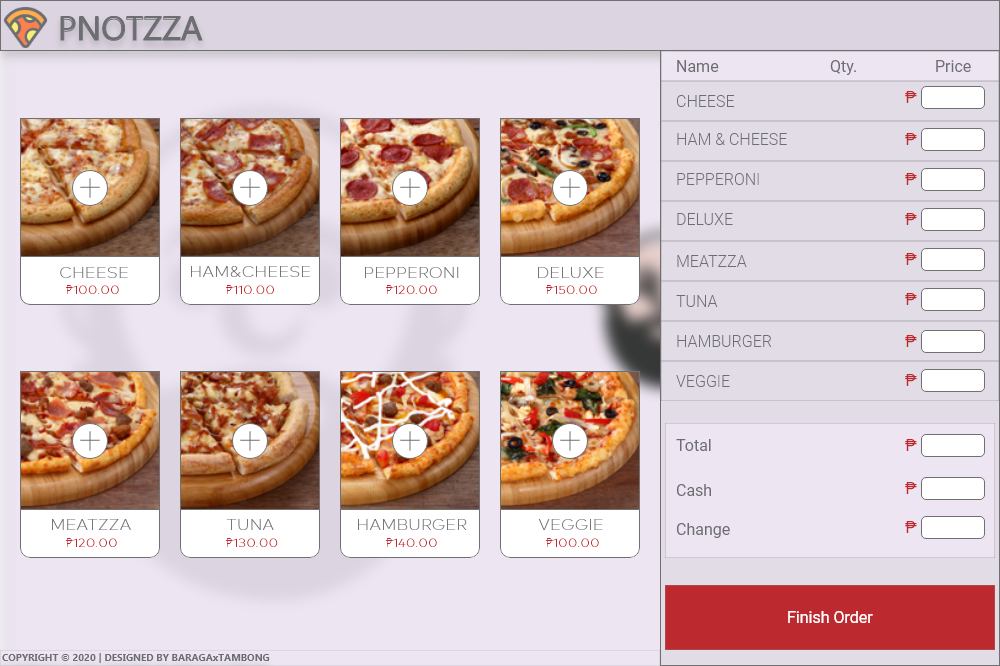 PNOTZZA
Name Qty. Price
CHEESE ₱
HAM & CHEESE ₱
PEPPERONI ₱
DELUXE ₱
MEATZZA ₱
TUNA ₱
HAMBURGER ₱
VEGGIE ₱
Total ₱
Cash ₱
Change ₱
Finish Order
CHEESE HAM&CHEESE PEPPERONI DELUXE
₱100.00 ₱110.00 ₱120.00 ₱150.00
MEATZZA TUNA HAMBURGER VEGGIE
₱120.00 ₱130.00 ₱140.00 ₱100.00
COPYRIGHT © 2020 | DESIGNED BY BARAGAxTAMBONG